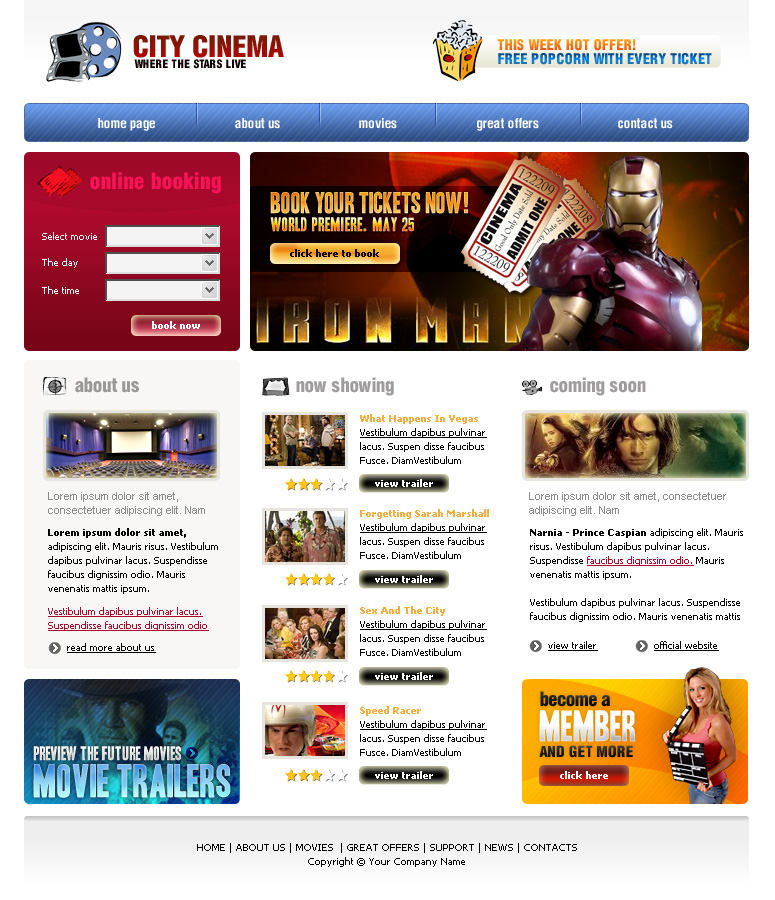 CITY CINEMA
WHERE THE STARS LIVE
THIS WEEK HOT OFFER!
FREE POPCORN WITH EVERY TICKET
home page
about us
movies
great offers
contact us
online booking
Select movie
The day
The time
book now
BOOK YOUR TICKETS NOW!
WORLD PREMIERE. MAY 25
click here to book
122209
CINEMA
Good Only Date Sold
ADMIT ONE
122209
122208
IRON MAN
about us
Lorem ipsum dolor sit amet,
consectetuer adipiscing elit. Nam
Lorem ipsum dolor sit amet,
adipiscing elit. Mauris risus. Vestibulum
dapibus pulvinar lacus. Suspendisse
faucibus dignissim odio. Mauris
venenatis mattis ipsum.
Vestibulum dapibus pulvinar lacus.
Suspendisse faucibus dignissim odio
read more about us
PREVIEW THE FUTURE MOVIES
MOVIE TRAILERS
now showing
What Happens In Vegas
Vestibulum dapibus pulvinar
lacus. Suspen disse faucibus
Fusce. DiamVestibulum
view trailer
Forgetting Sarah Marshall
Vestibulum dapibus pulvinar
lacus. Suspen disse faucibus
Fusce. DiamVestibulum
view trailer
Sex And The City
Vestibulum dapibus pulvinar
lacus. Suspen disse faucibus
Fusce. DiamVestibulum
view trailer
Speed Racer
Vestibulum dapibus pulvinar
lacus. Suspen disse faucibus
Fusce. DiamVestibulum
view trailer
coming soon
Lorem ipsum dolor sit amet, consectetuer
adipiscing elit. Nam
Narnia - Prince Caspian adipiscing elit. Mauris
risus. Vestibulum dapibus pulvinar lacus.
Suspendisse faucibus dignissim odio. Mauris
venenatis mattis ipsum.
Vestibulum dapibus pulvinar lacus. Suspendisse
faucibus dignissim odio. Mauris venenatis mattis
view trailer
official website
become a
MEMBER
AND GET MORE
click here
HOME | ABOUT US | MOVIES | GREAT OFFERS | SUPPORT | NEWS | CONTACTS
Copyright © Your Company Name